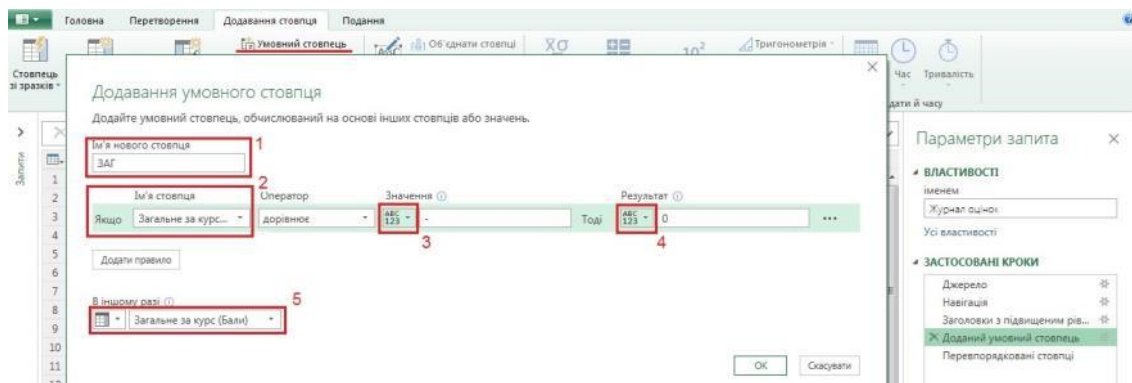 Головна Перетворення Додавання стовпця Подання
Умовний стовпець Об'єднати стовпці Χσ 10² Тригонометрія
Стовпець зі зразків
Час Тривалість
дати й часу
Додавання умовного стовпця
Додайте умовний стовпець, обчислюваний на основі інших стовпців або значень.
Ім'я нового стовпця 1
ЗАГ
2
Ім'я стовпця Оператор Значення Результат
Якщо Загальне за курс... дорівнює ABC 123 - Тоді ABC 123 0 ...
3 4
Додати правило
В іншому разі 5
Загальне за курс (Бали)
OK Скасувати
Запити
1
2
3
4
5
6
7
8
9
10
11
Параметри запита
ВЛАСТИВОСТІ
іменем
Журнал оцінок
Усі властивості
ЗАСТОСОВАНІ КРОКИ
Джерело
Навігація
Заголовки з підвищеним рів...
Доданий умовний стовпець
Перевпорядковані стовпці